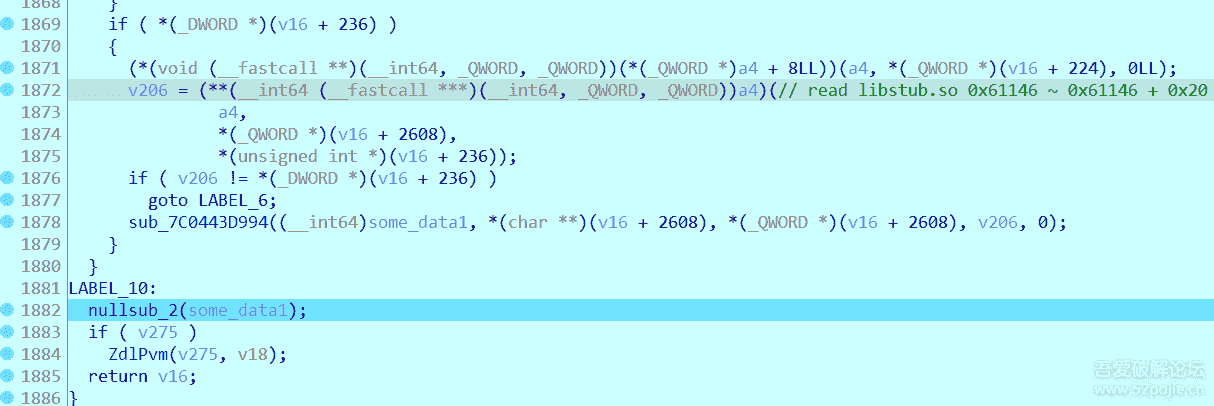 1868 }
1869 if ( *(_DWORD *)(v16 + 236) )
1870 {
1871 (*(void (__fastcall **)(__int64, _QWORD, _QWORD))(*(_QWORD *)a4 + 8LL))(a4, *(_QWORD *)(v16 + 224), 0LL);
1872 v206 = (**(__int64 (__fastcall ***)(__int64, _QWORD, _QWORD))a4)(// read libstub.so 0x61146 ~ 0x61146 + 0x20
1873 a4,
1874 *(_QWORD *)(v16 + 2608),
1875 *(unsigned int *)(v16 + 236));
1876 if ( v206 != *(_DWORD *)(v16 + 236) )
1877 goto LABEL_6;
1878 sub_7C0443D994((__int64)some_data1, *(char **)(v16 + 2608), *(_QWORD *)(v16 + 2608), v206, 0);
1879 }
1880 }
1881 LABEL_10:
1882 nullsub_2(some_data1);
1883 if ( v275 )
1884 ZdlPvm(v275, v18);
1885 return v16;
1886 }
吾爱破解论坛
www.52pojie.cn